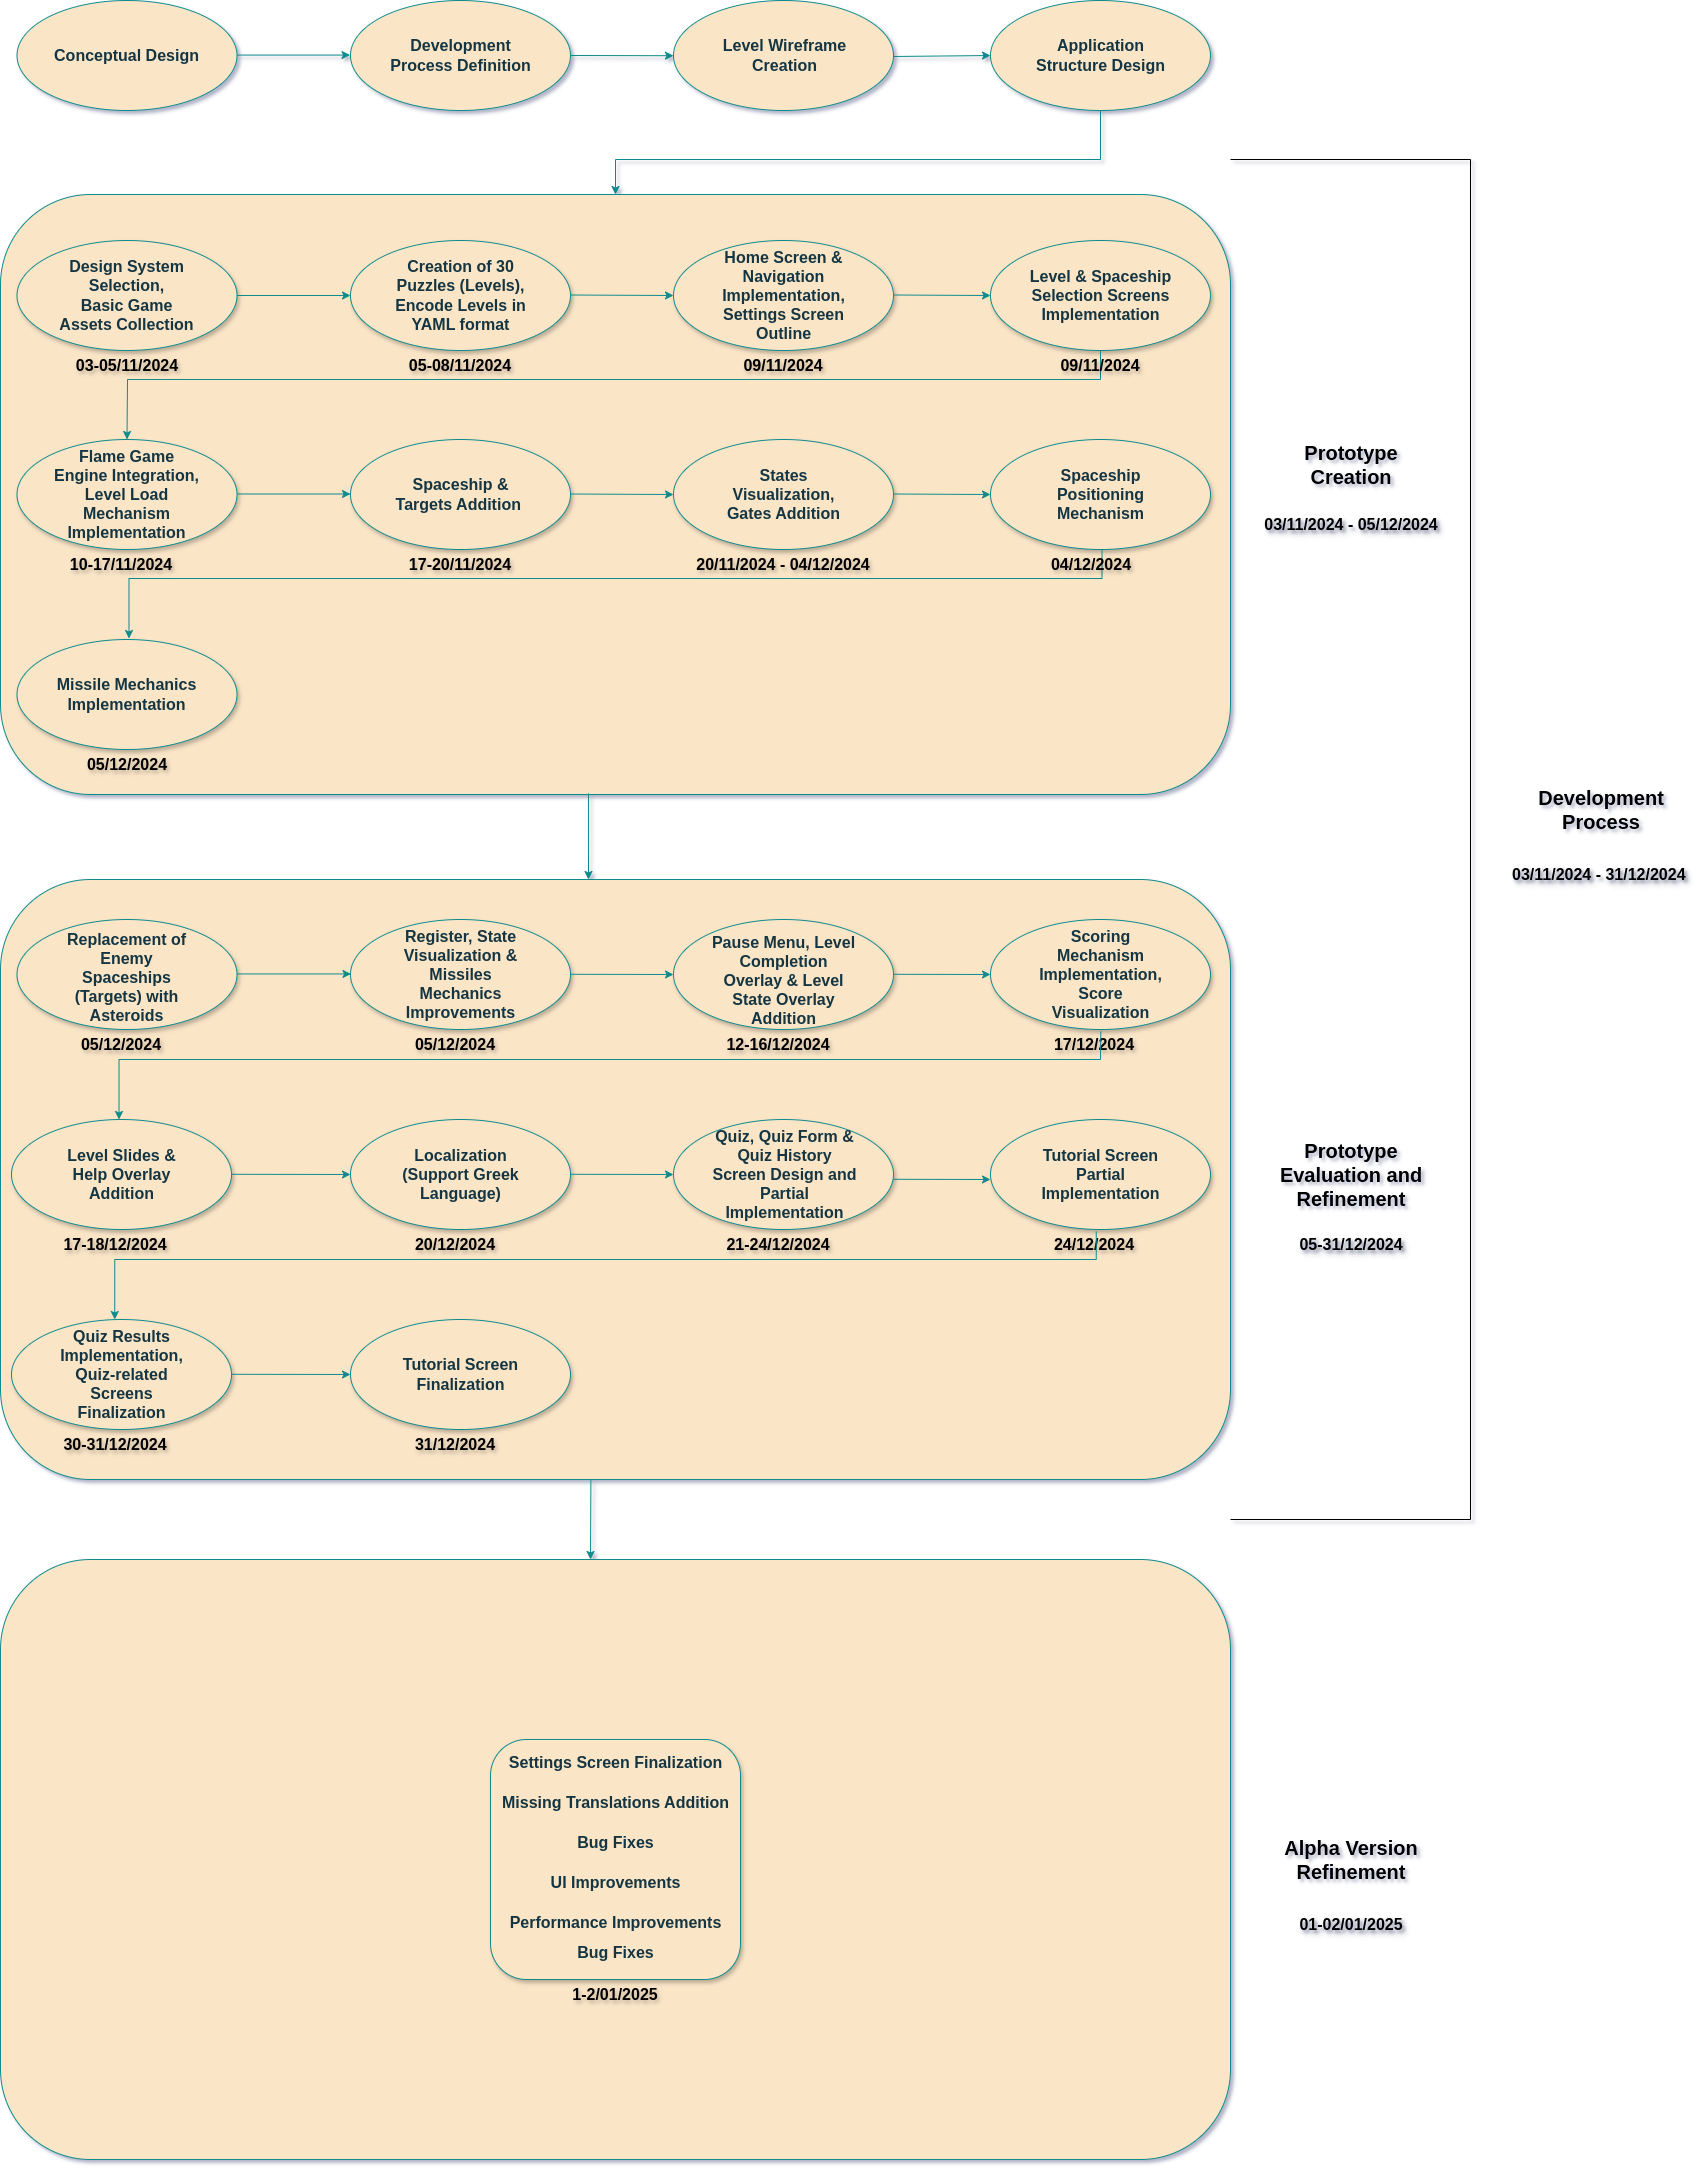 Conceptual Design
Development
Process Definition
Level Wireframe
Creation
Application
Structure Design
Design System
Selection,
Basic Game
Assets Collection
03-05/11/2024
Creation of 30
Puzzles (Levels),
Encode Levels in
YAML format
05-08/11/2024
Home Screen &
Navigation
Implementation,
Settings Screen
Outline
09/11/2024
Level & Spaceship
Selection Screens
Implementation
09/11/2024
Flame Game
Engine Integration,
Level Load
Mechanism
Implementation
10-17/11/2024
Spaceship &
Targets Addition
17-20/11/2024
States
Visualization,
Gates Addition
20/11/2024 - 04/12/2024
Spaceship
Positioning
Mechanism
04/12/2024
Missile Mechanics
Implementation
05/12/2024
Prototype
Creation
03/11/2024 - 05/12/2024
Development
Process
03/11/2024 - 31/12/2024
Replacement of
Enemy
Spaceships
(Targets) with
Asteroids
05/12/2024
Register, State
Visualization &
Missiles
Mechanics
Improvements
05/12/2024
Pause Menu, Level
Completion
Overlay & Level
State Overlay
Addition
12-16/12/2024
Scoring
Mechanism
Implementation,
Score
Visualization
17/12/2024
Level Slides &
Help Overlay
Addition
17-18/12/2024
Localization
(Support Greek
Language)
20/12/2024
Quiz, Quiz Form &
Quiz History
Screen Design and
Partial
Implementation
21-24/12/2024
Tutorial Screen
Partial
Implementation
24/12/2024
Quiz Results
Implementation,
Quiz-related
Screens
Finalization
30-31/12/2024
Tutorial Screen
Finalization
31/12/2024
Prototype
Evaluation and
Refinement
05-31/12/2024
Settings Screen Finalization
Missing Translations Addition
Bug Fixes
UI Improvements
Performance Improvements
Bug Fixes
1-2/01/2025
Alpha Version
Refinement
01-02/01/2025